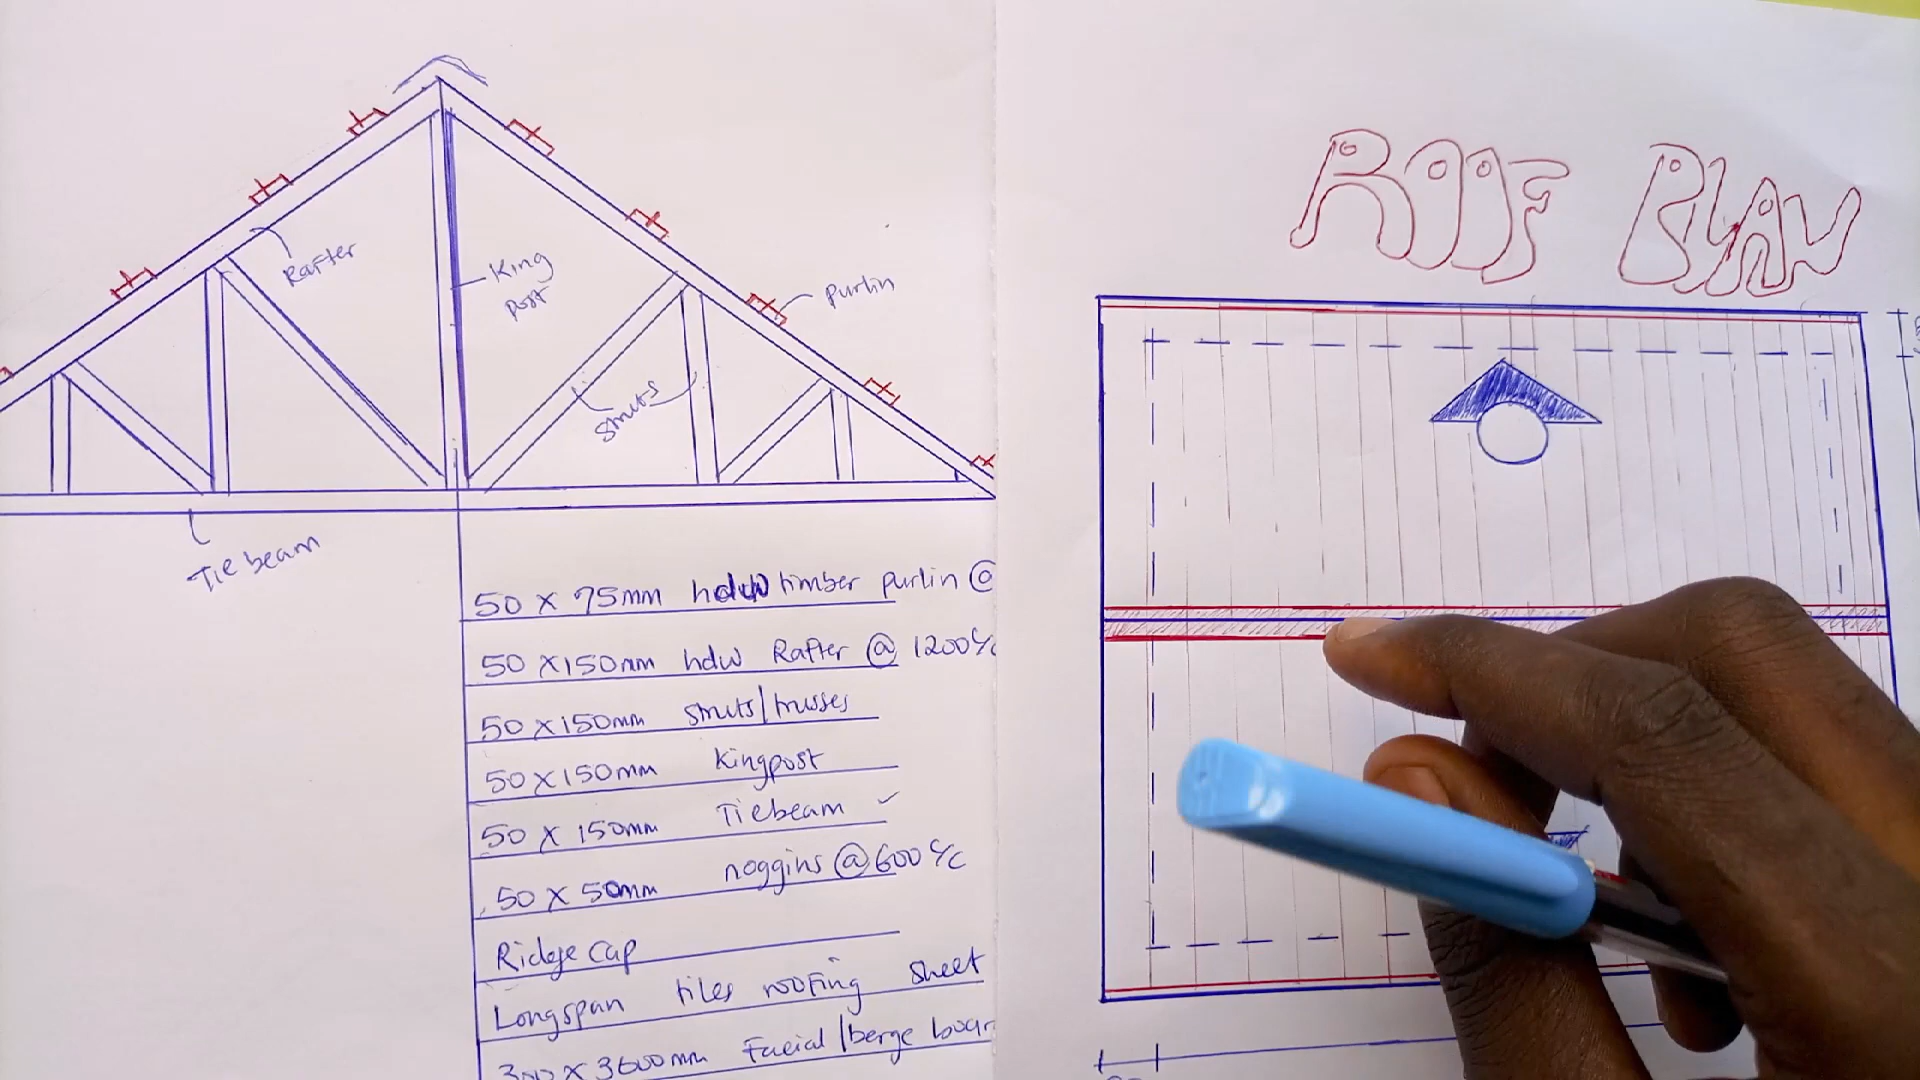 Rafter
King
Post
Purlin
Struts
Tie beam
50 X 75mm hdw timber purlin @
50 X 150mm hdw Rafter @ 1200 c/c
50 X 150mm struts/trusses
50 X 150mm Kingpost
50 X 150mm Tiebeam ✓
50 X 50mm noggins @ 600 c/c
Ridge Cap
Longspan tiles roofing sheet
300 X 3600mm Facial/berge boar
ROOF PLAN